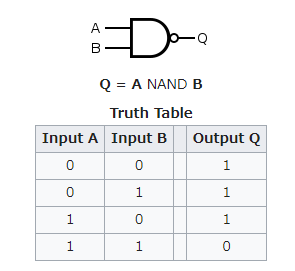 A
B
Q
Q = A NAND B
Truth Table
Input A Input B Output Q
0 0 1
0 1 1
1 0 1
1 1 0